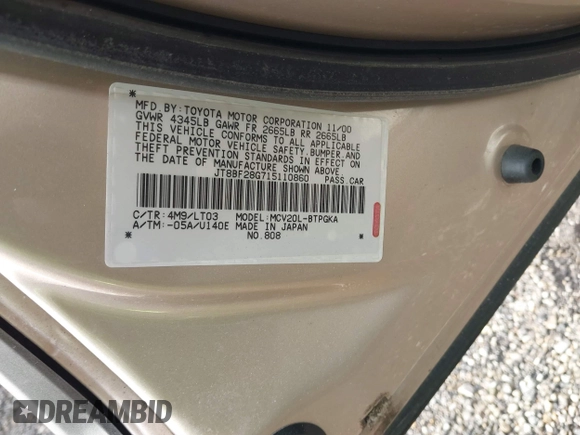 MFD. BY: TOYOTA MOTOR CORPORATION 11/00
GVWR 4345LB GAWR FR 2665LB RR 2665LB
THIS VEHICLE CONFORMS TO ALL APPLICABLE
FEDERAL MOTOR VEHICLE SAFETY, BUMPER, AND
THEFT PREVENTION STANDARDS IN EFFECT ON
THE DATE OF MANUFACTURE SHOWN ABOVE.
JT8BF28G715110860 PASS. CAR
C/TR: 4M9/LT03 MODEL: MCV20L-BTPGKA
A/TM: -05A/U140E MADE IN JAPAN
* NO. 808 *
DREAMBID